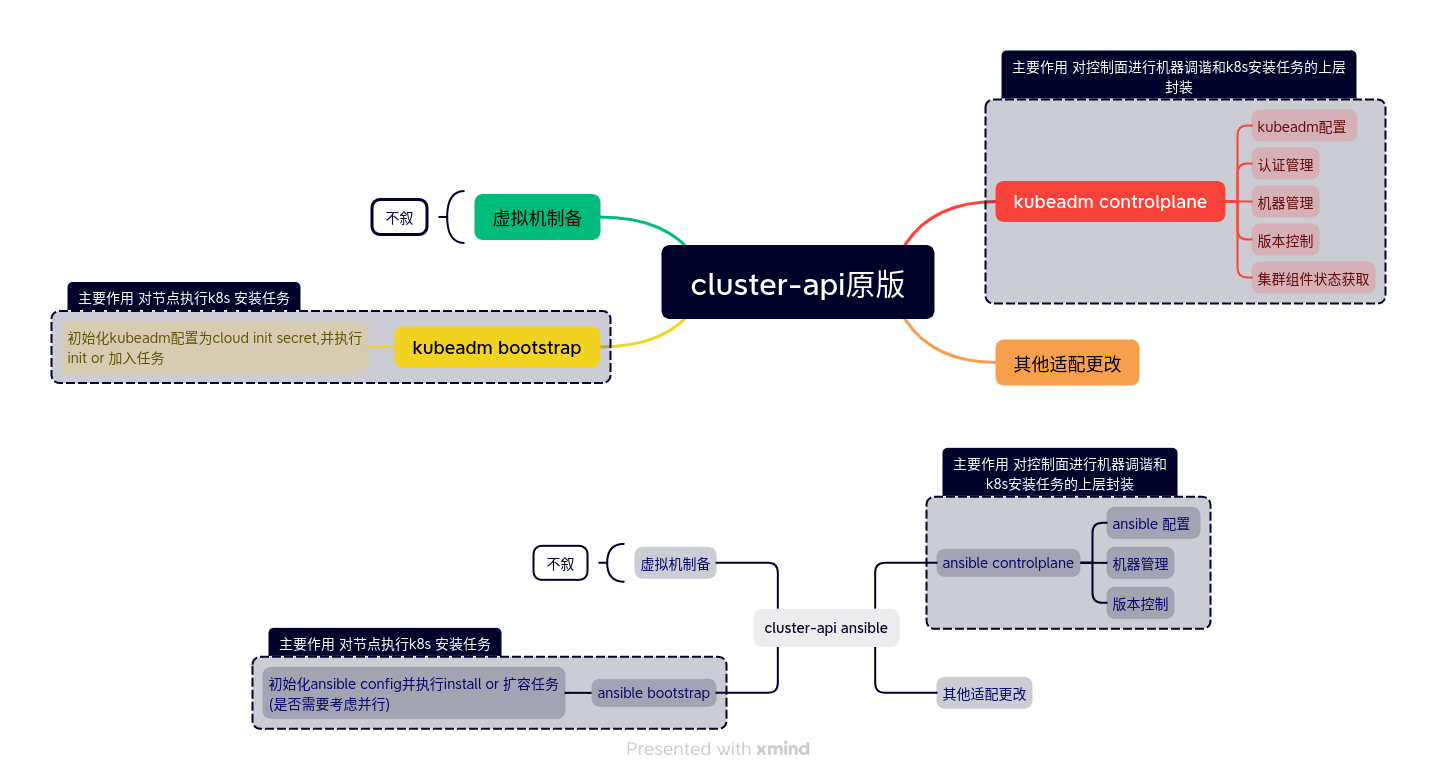 主要作用 对控制面进行机器调谐和k8s安装任务的上层
封装
kubeadm配置
认证管理
kubeadm controlplane
机器管理
版本控制
集群组件状态获取
不叙
虚拟机制备
cluster-api原版
主要作用 对节点执行k8s 安装任务
初始化kubeadm配置为cloud init secret,并执行
init or 加入任务
kubeadm bootstrap
其他适配更改
主要作用 对控制面进行机器调谐和
k8s安装任务的上层封装
ansible 配置
ansible controlplane
机器管理
版本控制
不叙
虚拟机制备
cluster-api ansible
主要作用 对节点执行k8s 安装任务
初始化ansible config并执行install or 扩容任务
(是否需要考虑并行)
ansible bootstrap
其他适配更改
Presented with xmind